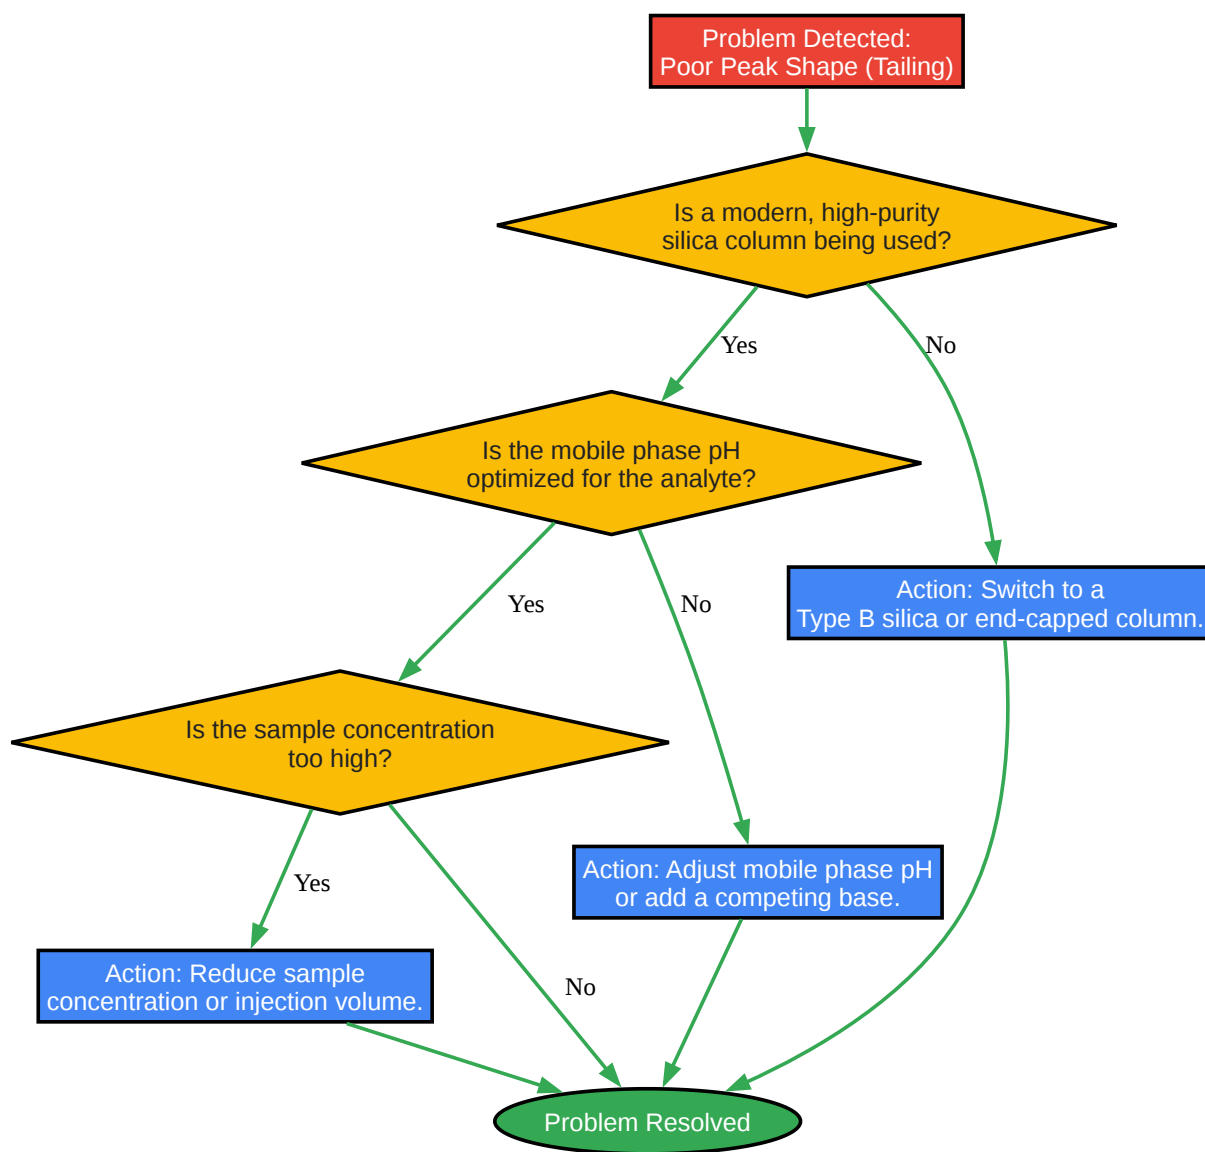 Problem Detected:
Poor Peak Shape (Tailing)
Is a modern, high-purity
silica column being used?
Yes
No
Is the mobile phase pH
optimized for the analyte?
Action: Switch to a
Type B silica or end-capped column.
Yes
No
Is the sample concentration
too high?
Action: Adjust mobile phase pH
or add a competing base.
Yes
Action: Reduce sample
concentration or injection volume.
No
Problem Resolved